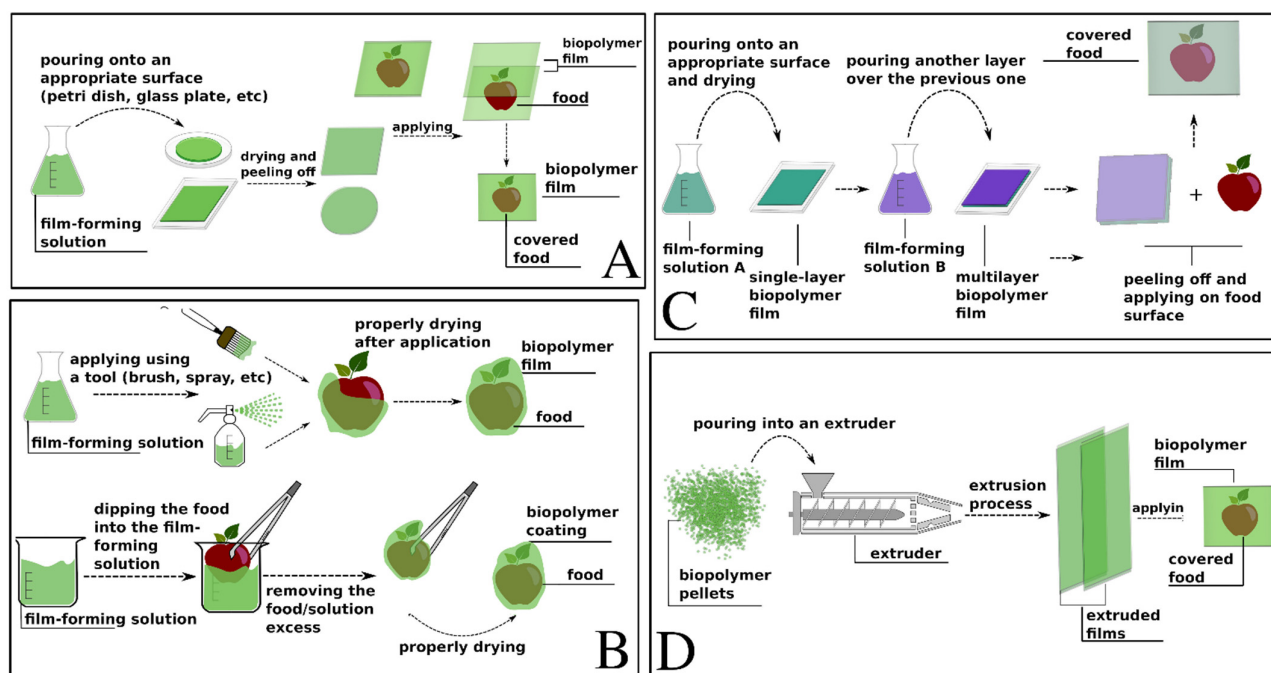 pouring onto an
appropriate surface
(petri dish, glass plate, etc)
film-forming
solution
drying and
peeling off
applying
biopolymer
film
food
biopolymer
film
covered
food
A
applying using
a tool (brush, spray, etc)
film-forming solution
properly drying
after application
biopolymer
film
food
dipping the food
into the film-
forming
solution
film-forming solution
removing the
food/solution
excess
properly drying
biopolymer
coating
food
B
pouring onto an
appropriate surface
and drying
pouring another layer
over the previous one
covered
food
film-forming
solution A
single-layer
biopolymer
film
film-forming
solution B
multilayer
biopolymer
film
+
peeling off and
applying on food
surface
C
pouring into an extruder
biopolymer
pellets
extruder
extrusion
process
extruded
films
applyin
biopolymer
film
covered
food
D